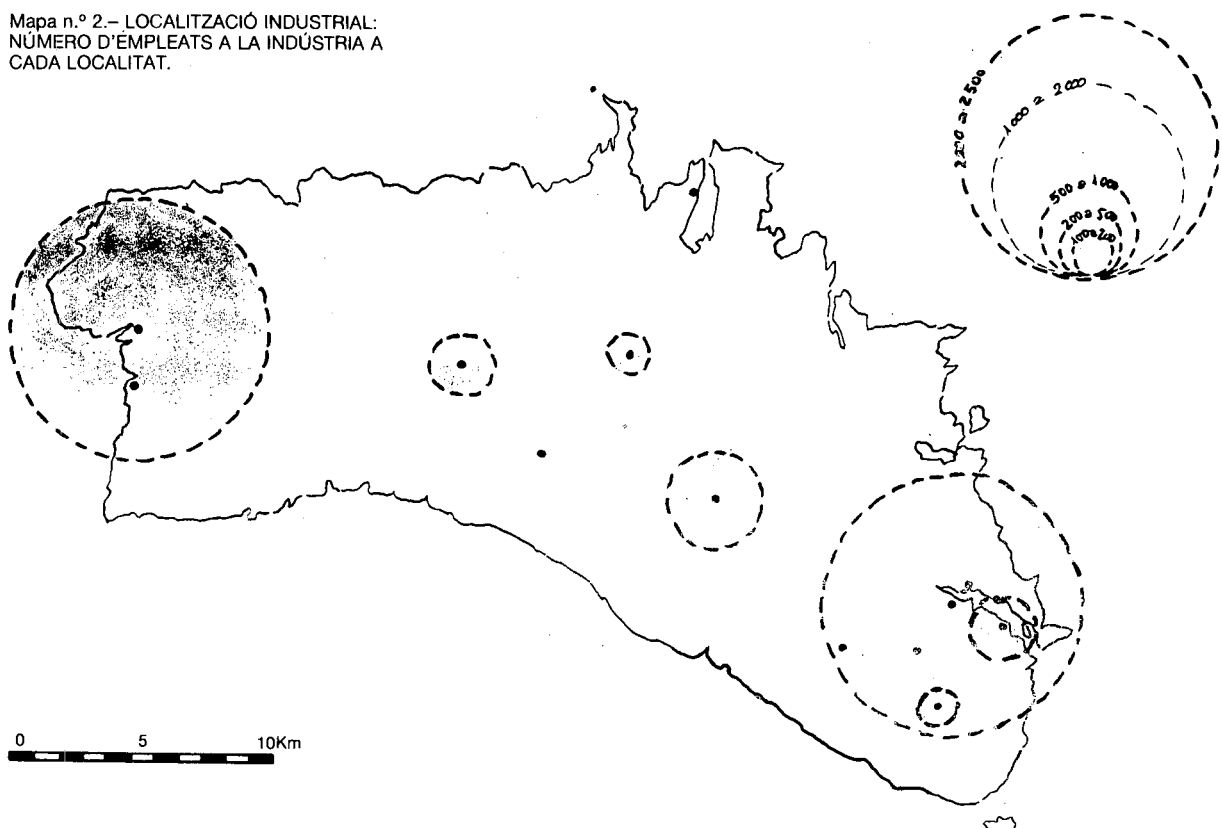 Mapa n.º 2.– LOCALITZACIÓ INDUSTRIAL:
NÚMERO D'EMPLEATS A LA INDÚSTRIA A
CADA LOCALITAT.
2200 a 2500
1000 a 2000
500 a 1000
200 a 500
100 a 200
0 5 10Km